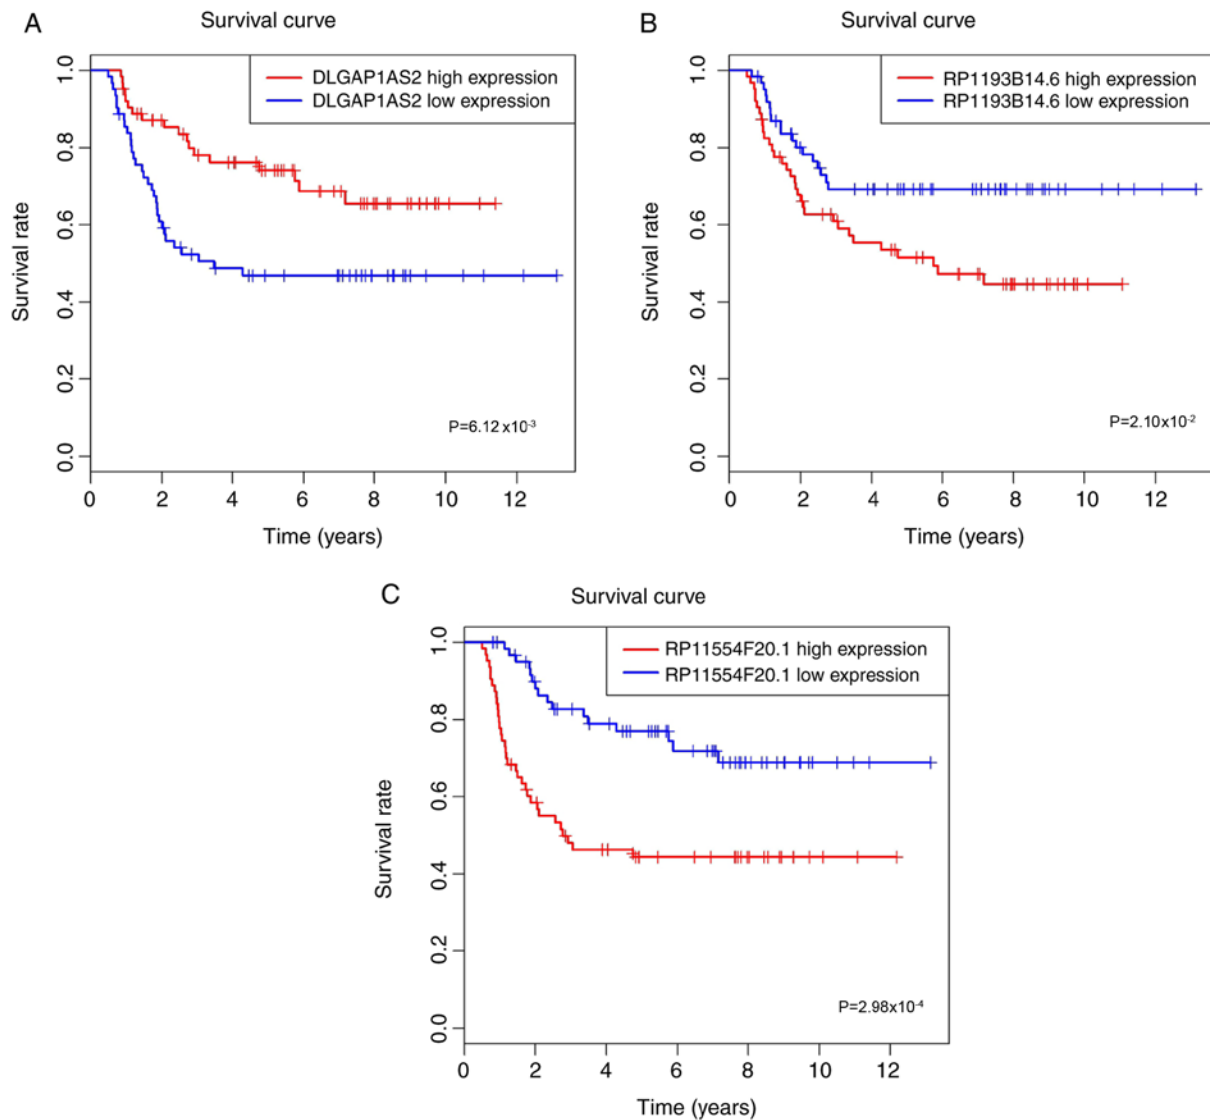 A
Survival curve
DLGAP1AS2 high expression
DLGAP1AS2 low expression
Survival rate
1.0
0.8
0.6
0.4
0.2
0.0
P=6.12 x10-3
0 2 4 6 8 10 12
Time (years)
B
Survival curve
RP1193B14.6 high expression
RP1193B14.6 low expression
Survival rate
1.0
0.8
0.6
0.4
0.2
0.0
P=2.10x10-2
0 2 4 6 8 10 12
Time (years)
C
Survival curve
RP11554F20.1 high expression
RP11554F20.1 low expression
Survival rate
1.0
0.8
0.6
0.4
0.2
0.0
P=2.98x10-4
0 2 4 6 8 10 12
Time (years)